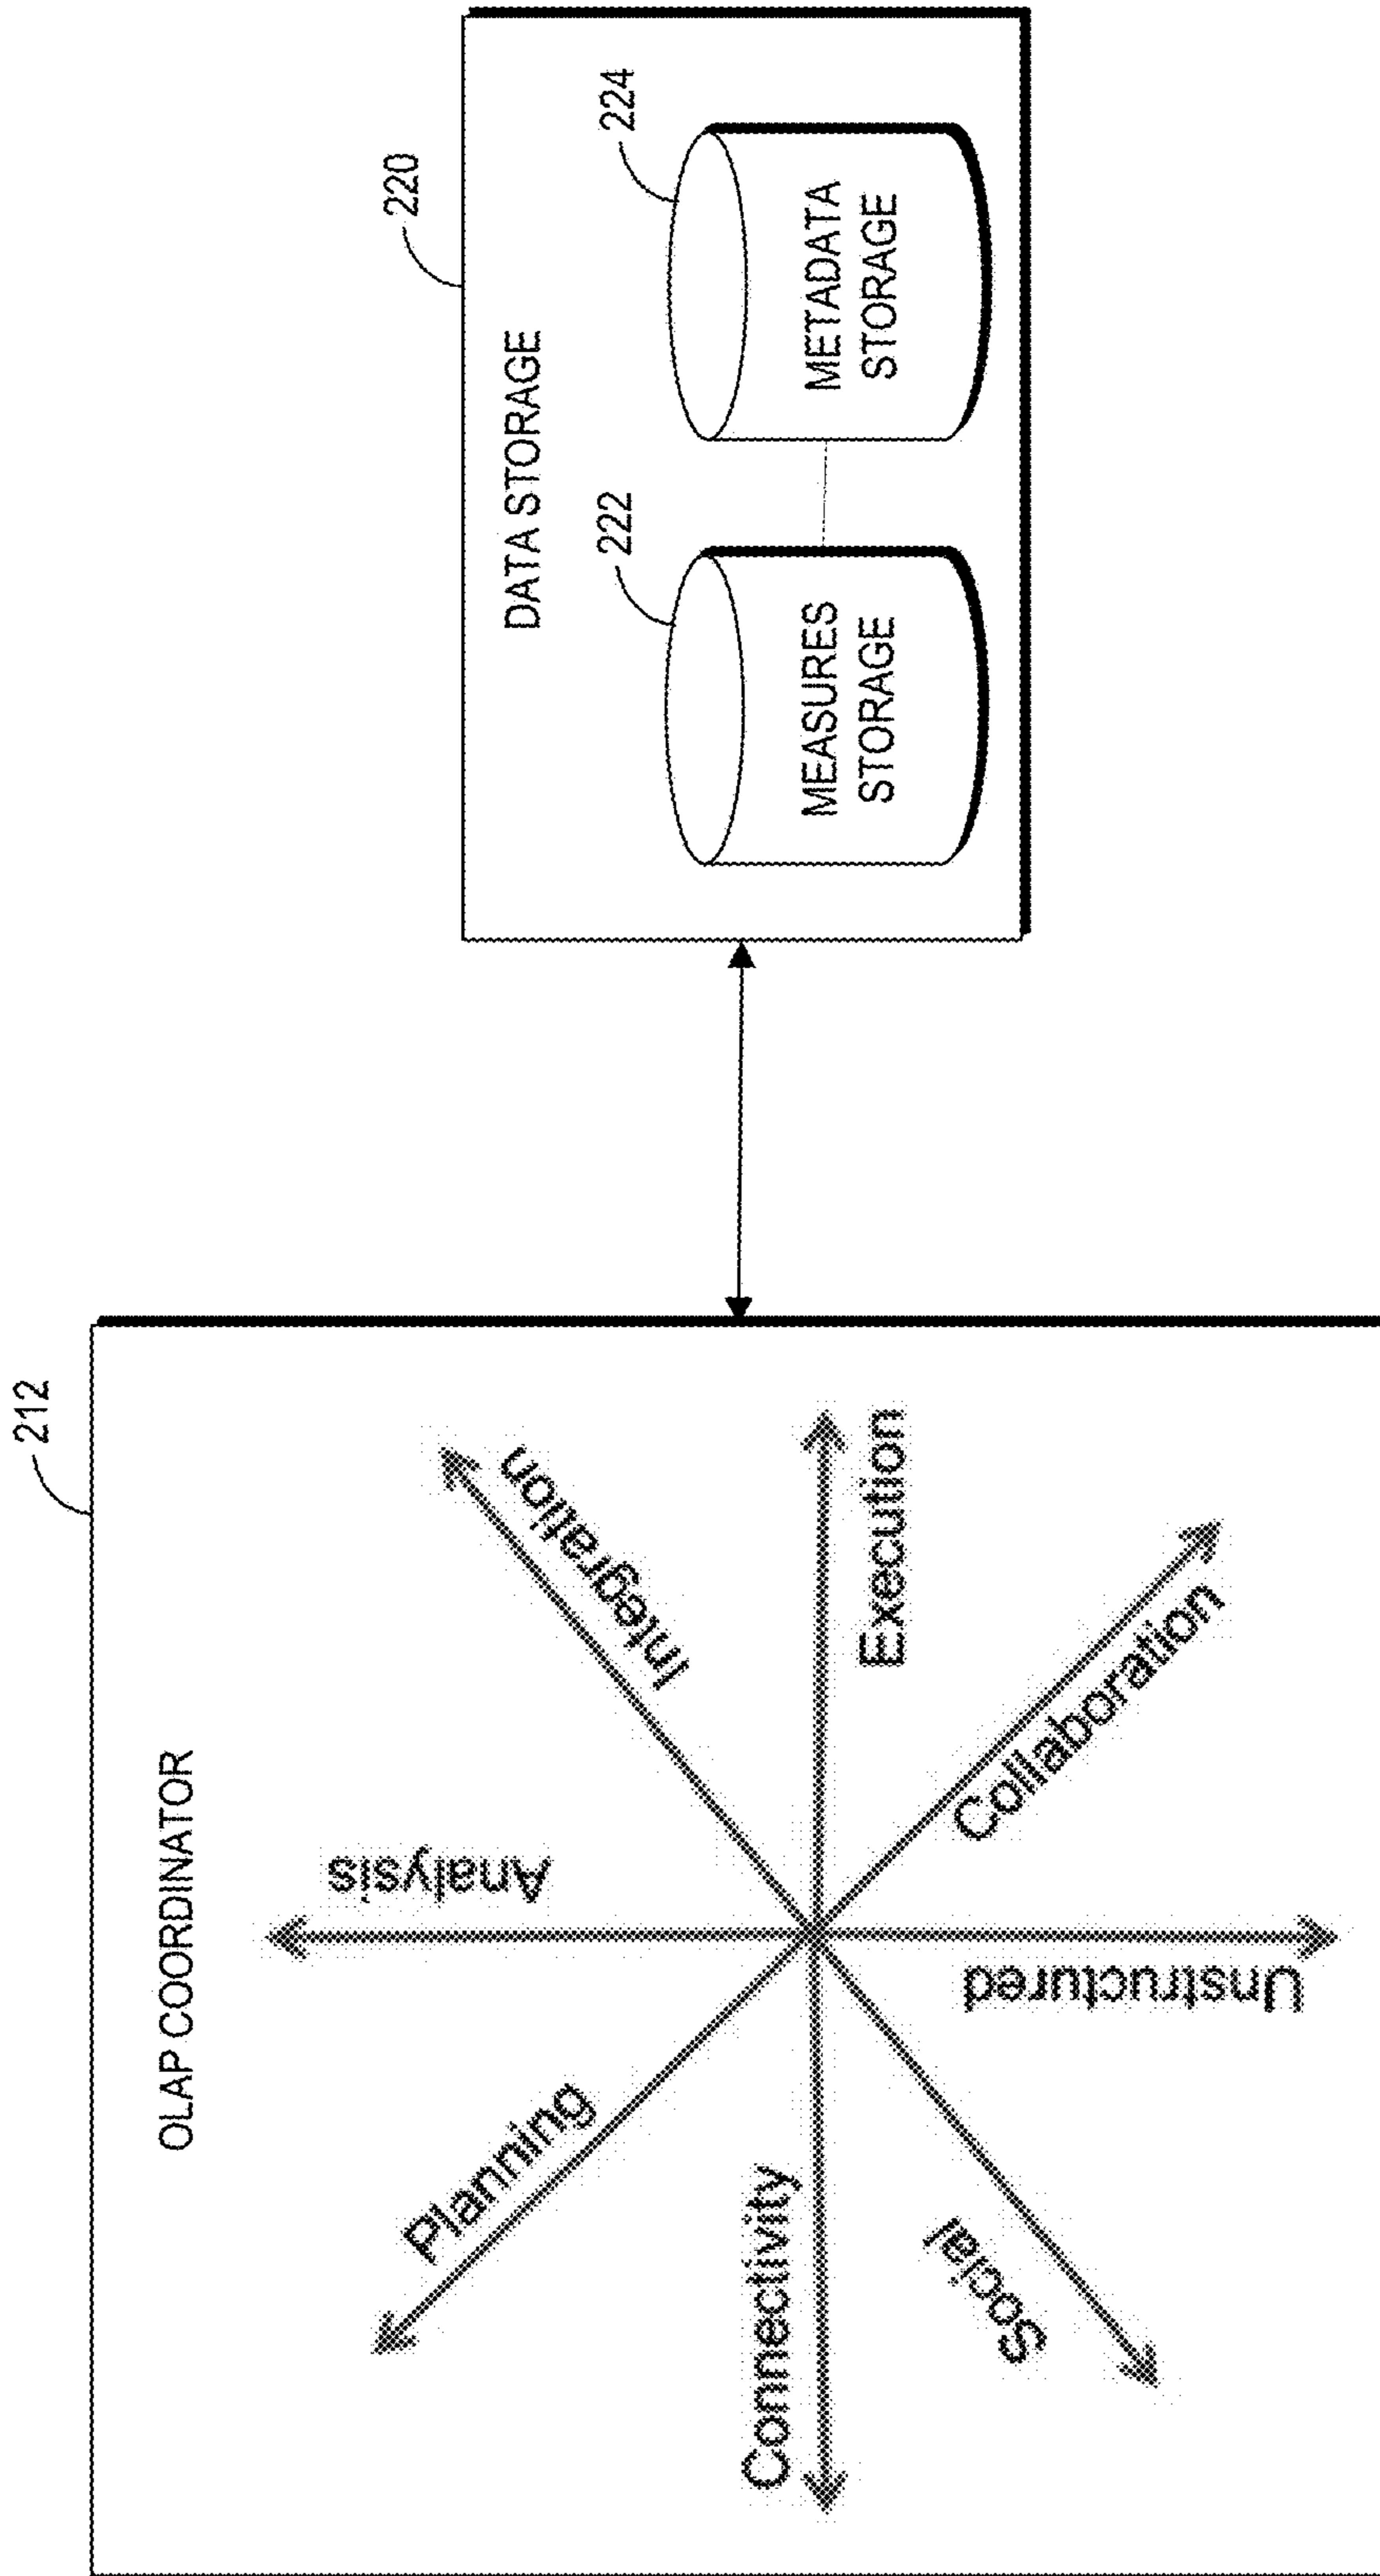 212
OLAP COORDINATOR
Analysis
Planning
Integration
Connectivity
Execution
Social
Unstructured
Collaboration
220
DATA STORAGE
222
224
MEASURES
STORAGE
METADATA
STORAGE